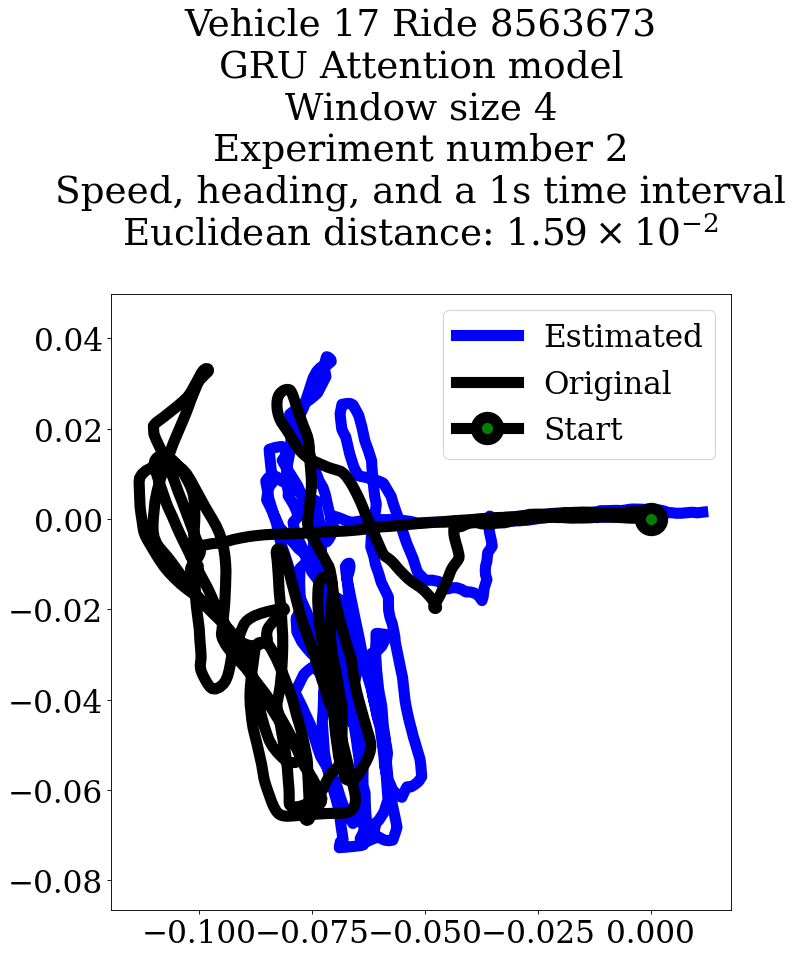 Vehicle 17 Ride 8563673
GRU Attention model
Window size 4
Experiment number 2
Speed, heading, and a 1s time interval
Euclidean distance: 1.59 × 10⁻²
Estimated
Original
Start
0.04
0.02
0.00
−0.02
−0.04
−0.06
−0.08
−0.100 −0.075 −0.050 −0.025 0.000